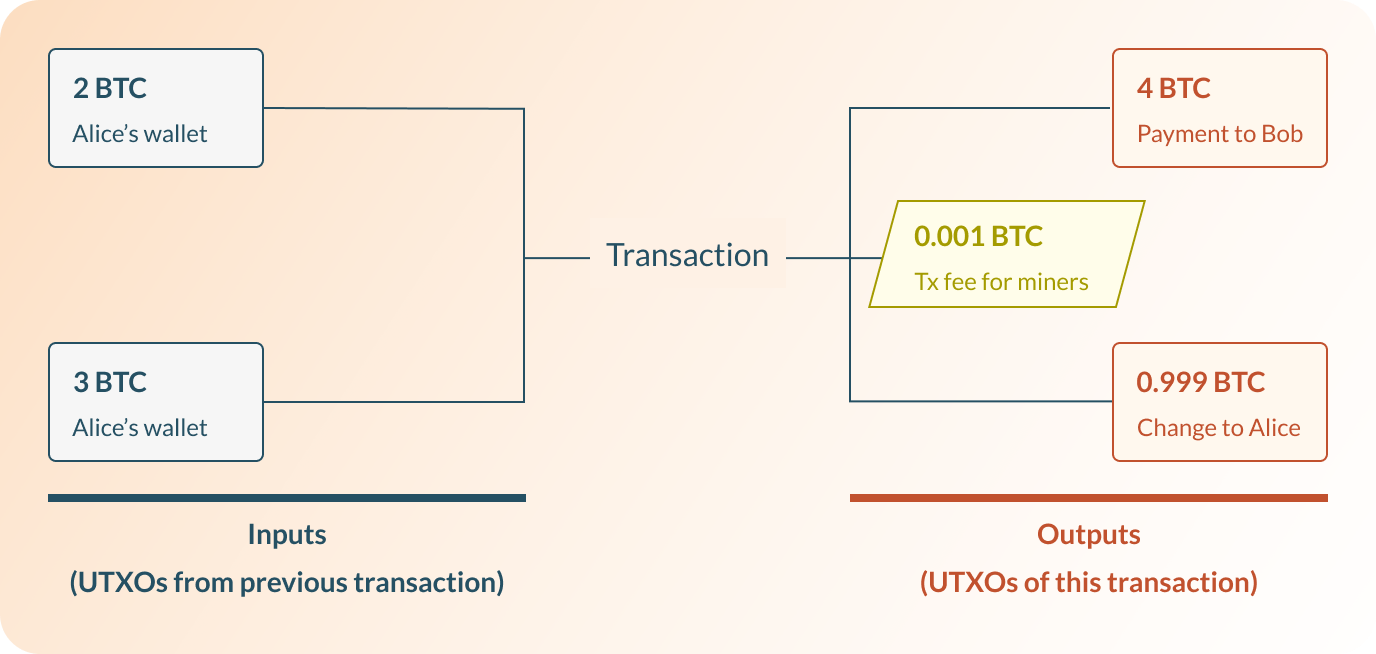 2 BTC
Alice’s wallet
3 BTC
Alice’s wallet
Transaction
4 BTC
Payment to Bob
0.001 BTC
Tx fee for miners
0.999 BTC
Change to Alice
Inputs
(UTXOs from previous transaction)
Outputs
(UTXOs of this transaction)